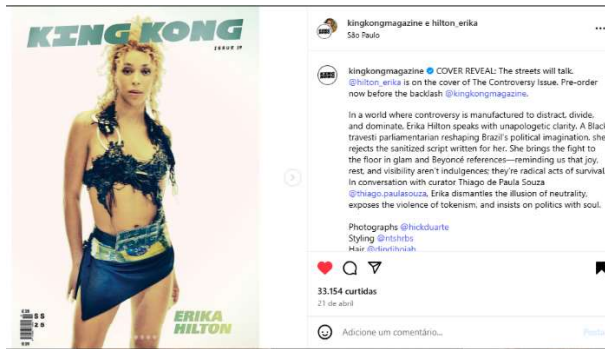 KING KONG
ISSUE 19
ERIKA
HILTON
kingkongmagazine e hilton_erika
São Paulo
kingkongmagazine COVER REVEAL: The streets will talk.
@hilton_erika is on the cover of The Controversy Issue. Pre-order
now before the backlash @kingkongmagazine.
In a world where controversy is manufactured to distract, divide,
and dominate, Erika Hilton speaks with unapologetic clarity. A Black
travesti parliamentarian reshaping Brazil's political imagination, she
rejects the sanitized script written for her. She brings the fight to
the floor in glam and Beyoncé references—reminding us that joy,
rest, and visibility aren't indulgences; they're radical acts of survival.
In conversation with curator Thiago de Paula Souza
@thiago.paulasouza, Erika dismantles the illusion of neutrality,
exposes the violence of tokenism, and insists on politics with soul.
Photographs @hickduarte
Styling @ntshrbs
Hair @dindihojah
33.154 curtidas
21 de abril
Adicione um comentário...
Postar